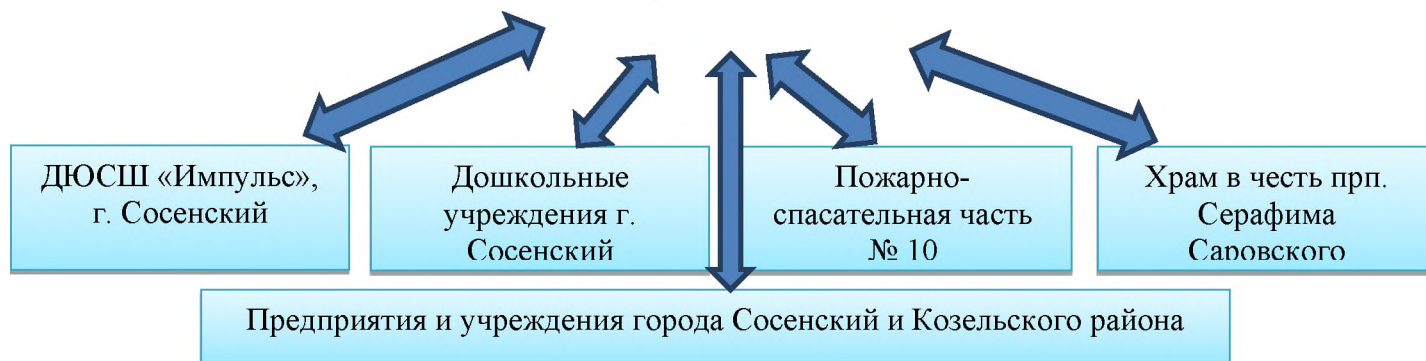 ДЮСШ «Импульс»,
г. Сосенский
Дошкольные
учреждения г.
Сосенский
Пожарно-
спасательная часть
№ 10
Храм в честь прп.
Серафима
Саровского
Предприятия и учреждения города Сосенский и Козельского района